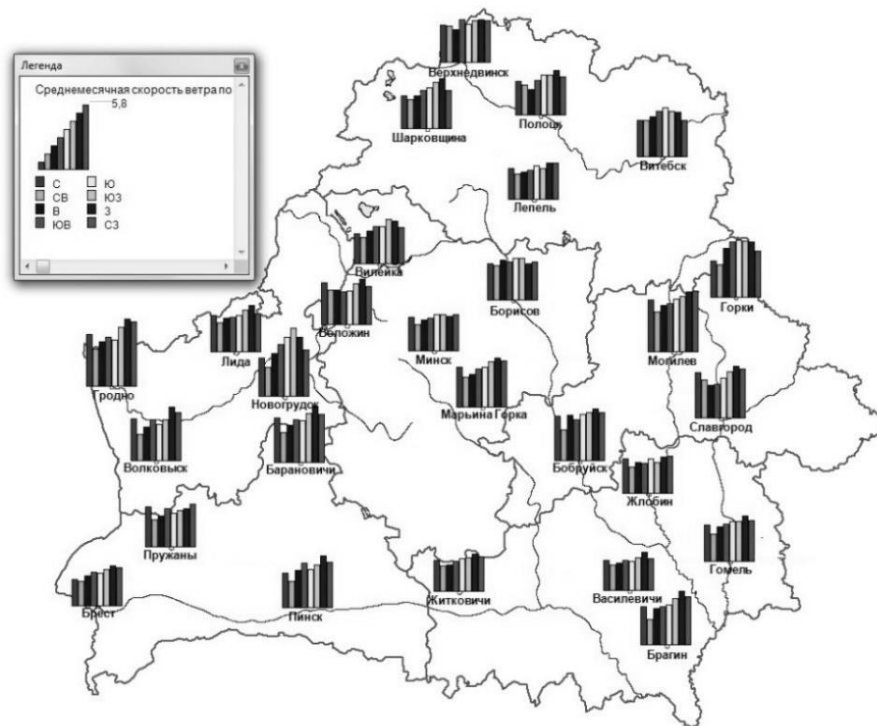 Легенда
Среднемесячная скорость ветра по
5,8
С
Ю
СВ
ЮЗ
В
З
ЮВ
СЗ
Верхнедвинск
Полоцк
Шарковщина
Витебск
Лепель
Вилейка
Борисов
Горки
Воложин
Минск
Могилев
Лида
Гродно
Новогрудок
Марьина Горка
Славгород
Волковыск
Барановичи
Бобруйск
Жлобин
Пружаны
Гомель
Брест
Пинск
Житковичи
Василевичи
Брагин